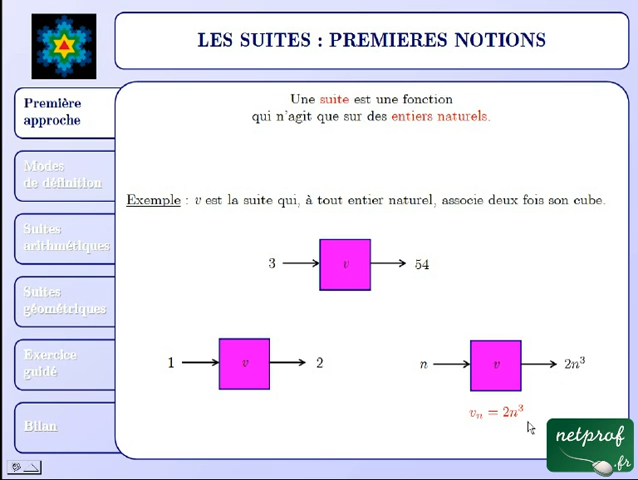 LES SUITES : PREMIERES NOTIONS
Première
approche
Modes
de définition
Suites
arithmétiques
Suites
géométriques
Exercice
guidé
Bilan
Une suite est une fonction
qui n'agit que sur des entiers naturels.
Exemple : v est la suite qui, à tout entier naturel, associe deux fois son cube.
3 v 54
1 v 2
n v 2n³
vₙ = 2n³
netprof
.fr